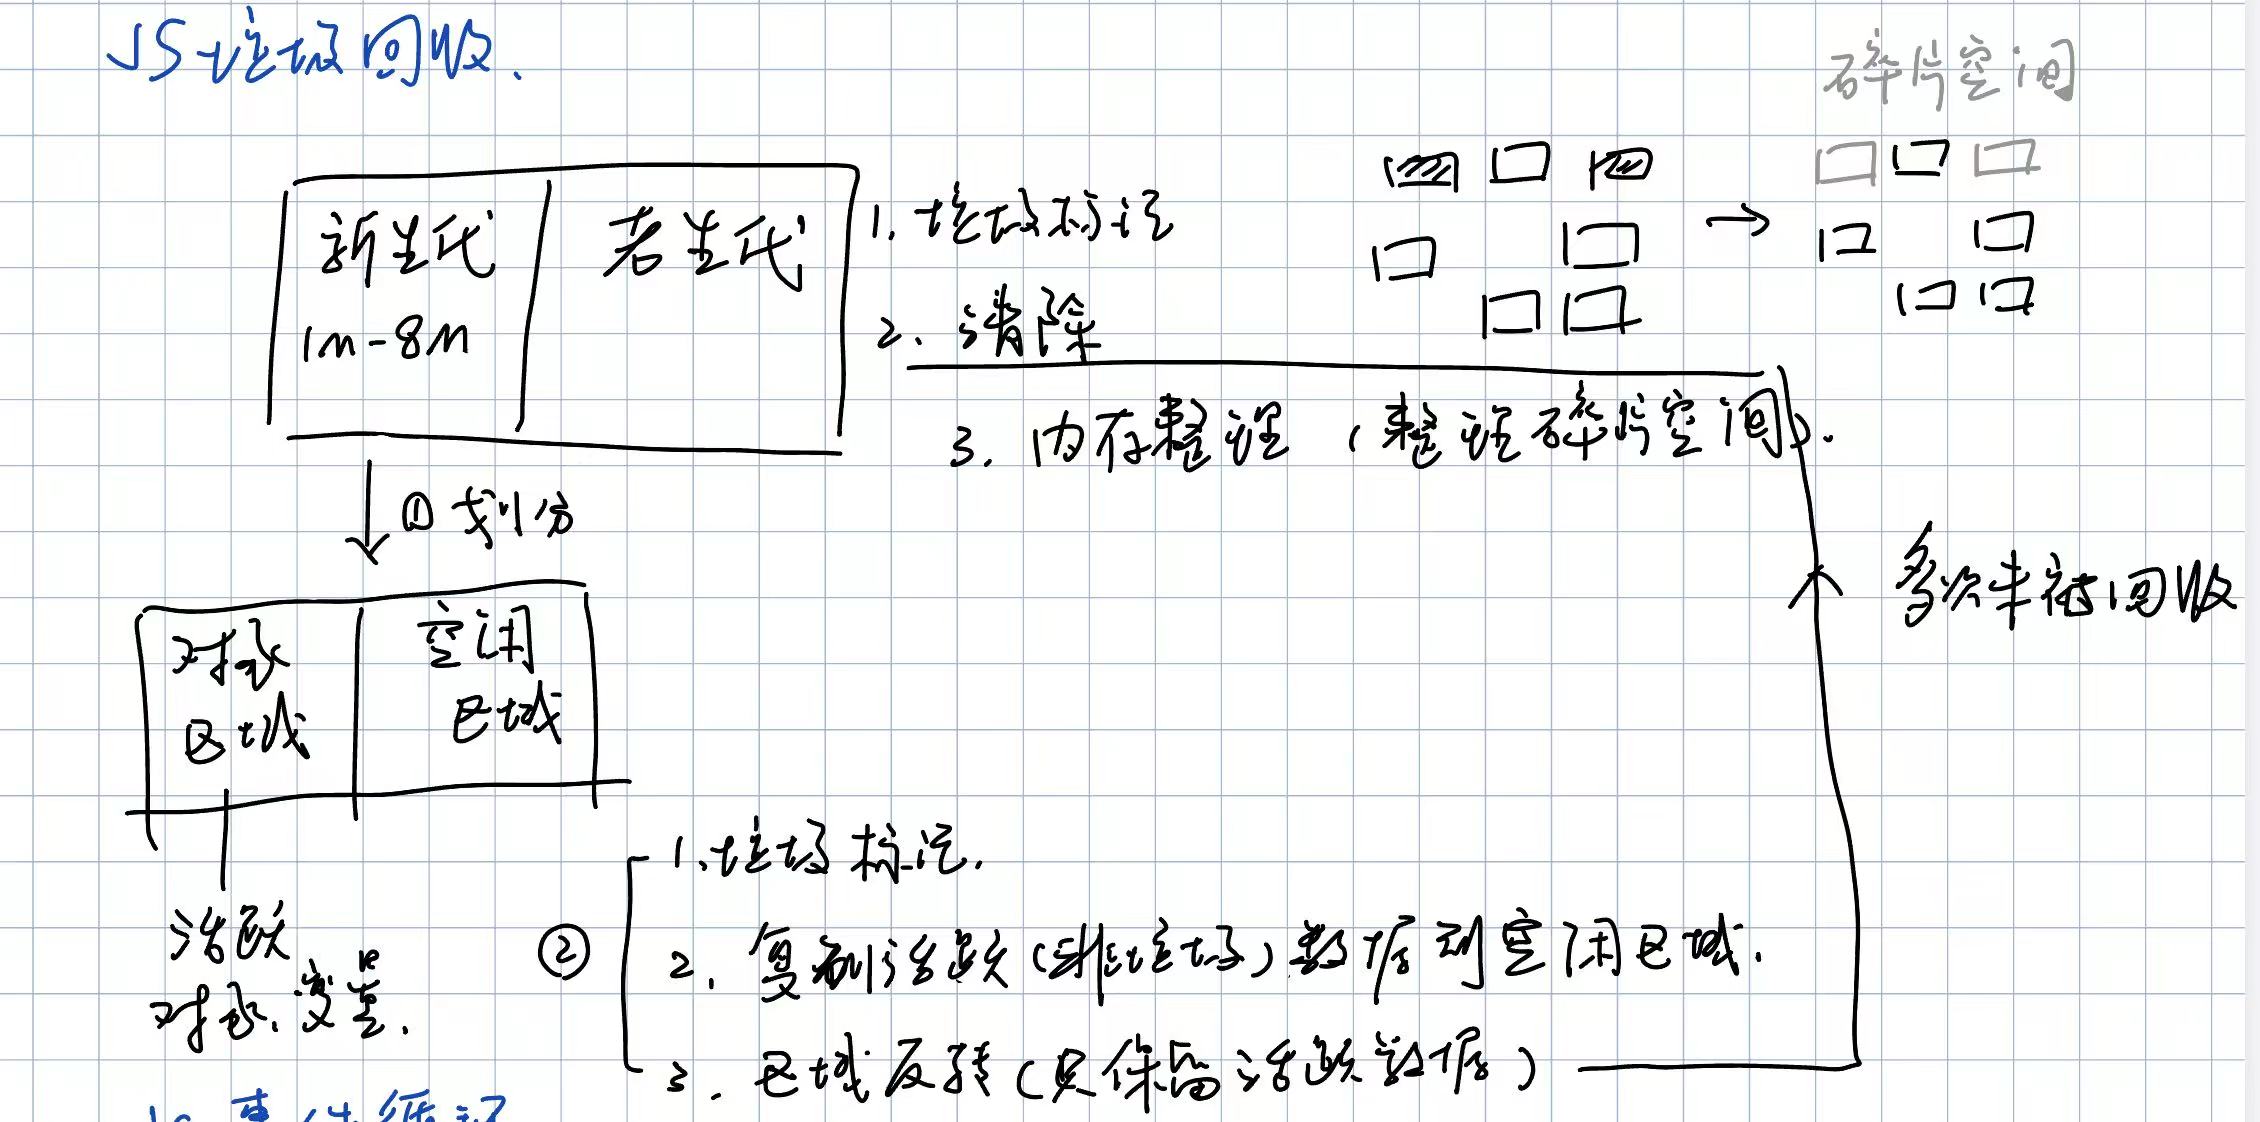 JS垃圾回收.
碎片空间
新生代
1m-8m
老生代
1. 垃圾标记
2. 清除
3. 内存整理 (整理碎片空间).
① 划分
多次未被回收
对象
区域
空闲
区域
活跃
对象.变量.
②
1. 垃圾标记.
2. 复制活跃(非垃圾)数据到空闲区域.
3. 区域反转(只保留活跃数据)